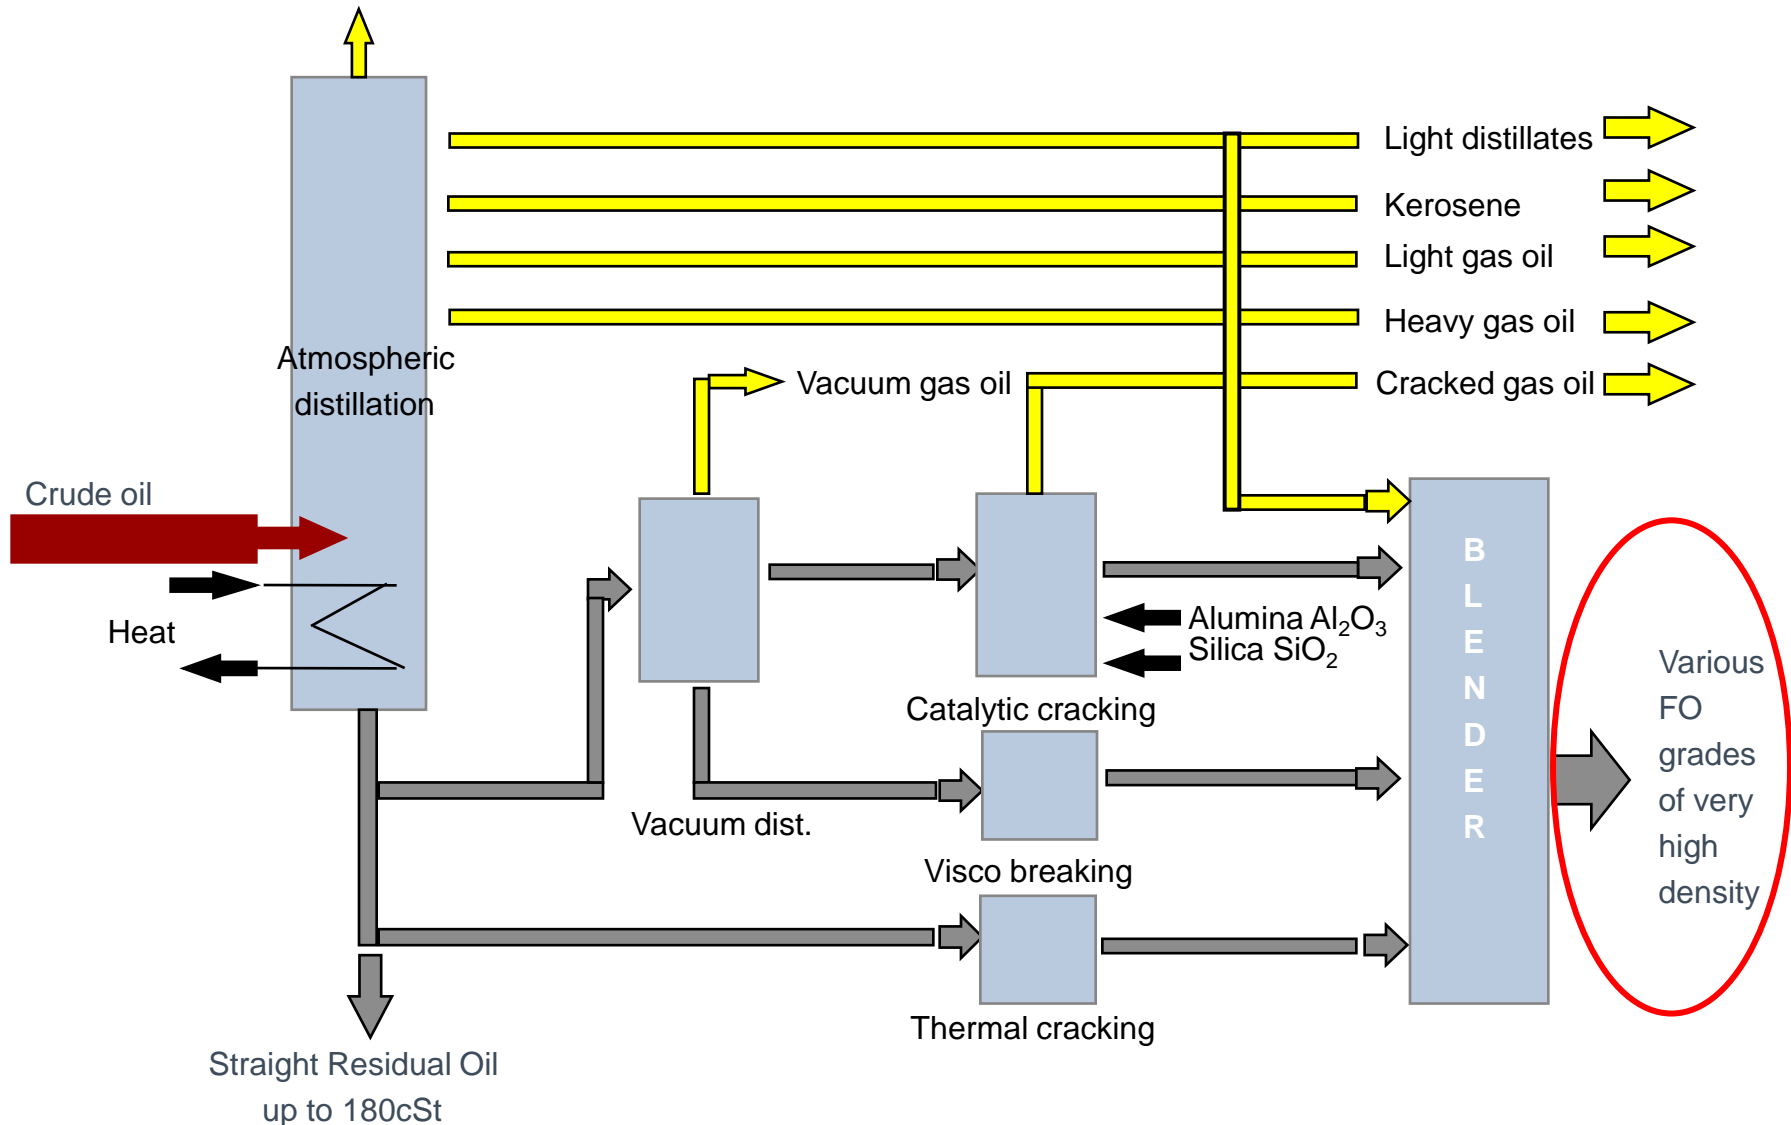 Light distillates
Kerosene
Light gas oil
Heavy gas oil
Atmospheric
distillation
Vacuum gas oil
Cracked gas oil
Crude oil
Heat
Alumina Al₂O₃
Silica SiO₂
Catalytic cracking
Vacuum dist.
Visco breaking
Thermal cracking
B
L
E
N
D
E
R
Various
FO
grades
of very
high
density
Straight Residual Oil
up to 180cSt